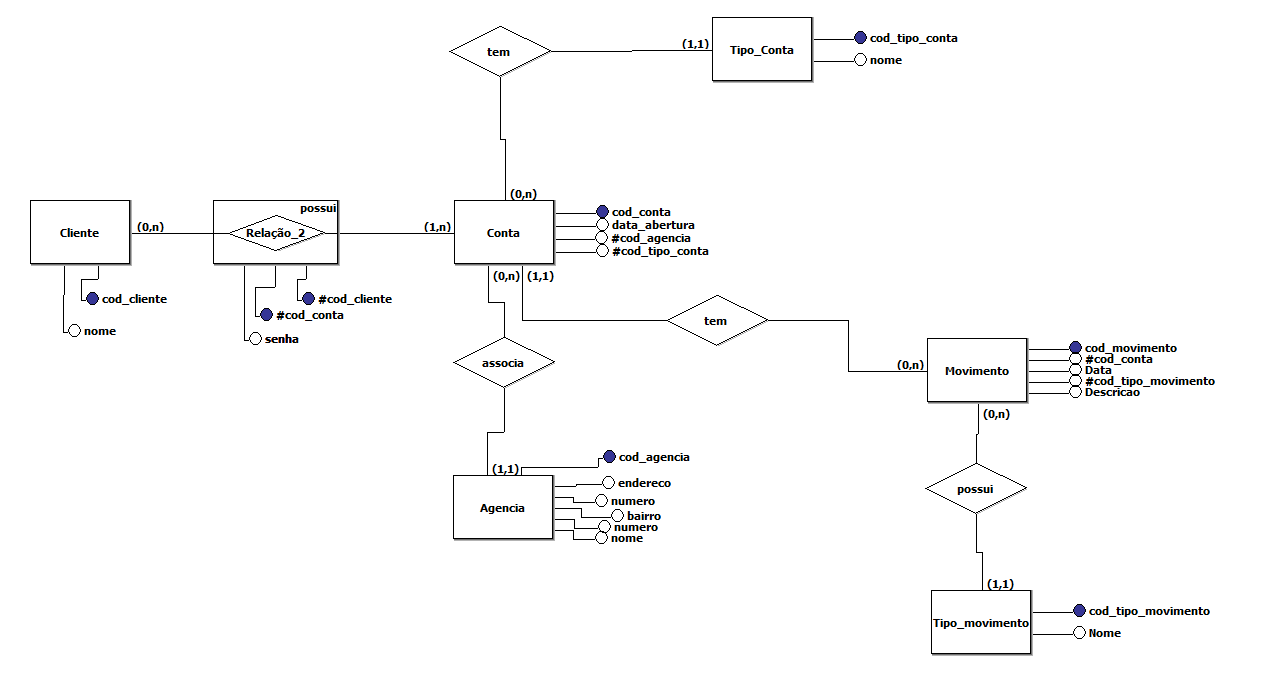 tem
(1,1)
Tipo_Conta
cod_tipo_conta
nome
(0,n)
Cliente
(0,n)
possui
Relação_2
(1,n)
Conta
cod_conta
data_abertura
#cod_agencia
#cod_tipo_conta
cod_cliente
nome
#cod_cliente
#cod_conta
senha
(0,n)
(1,1)
tem
associa
(0,n)
Movimento
cod_movimento
#cod_conta
Data
#cod_tipo_movimento
Descricao
(0,n)
(1,1)
Agencia
cod_agencia
endereco
numero
bairro
numero
nome
possui
(1,1)
Tipo_movimento
cod_tipo_movimento
Nome